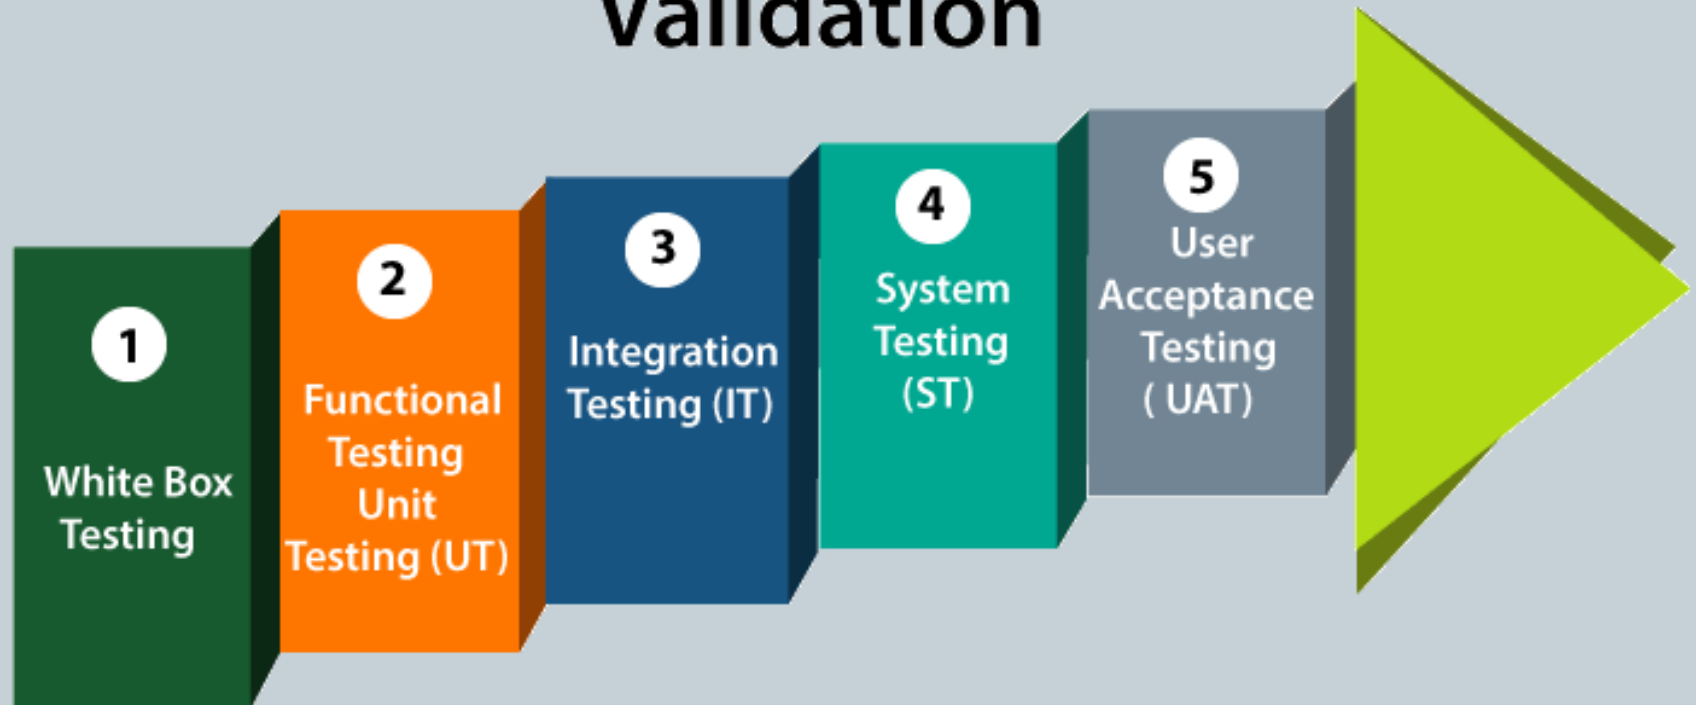 Validation
1
White Box
Testing
2
Functional
Testing
Unit
Testing (UT)
3
Integration
Testing (IT)
4
System
Testing
(ST)
5
User
Acceptance
Testing
( UAT)